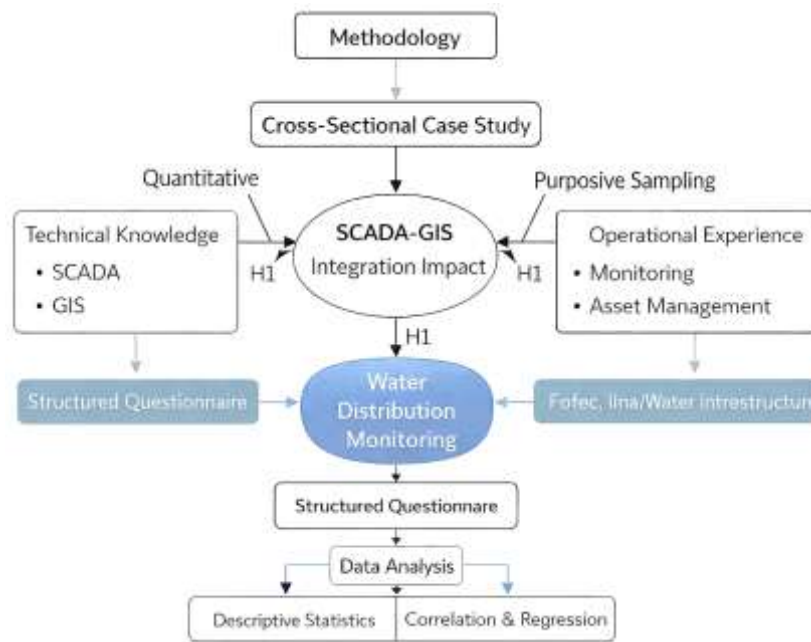 Methodology
Cross-Sectional Case Study
Quantitative
Purposive Sampling
Technical Knowledge
• SCADA
• GIS
SCADA-GIS
Integration Impact
Operational Experience
• Monitoring
• Asset Management
H1
H1
H1
Structured Questionnaire
Water
Distribution
Monitoring
Fofec, Ilna/Water intrestructure
Structured Questionnare
Data Analysis
Descriptive Statistics
Correlation & Regression